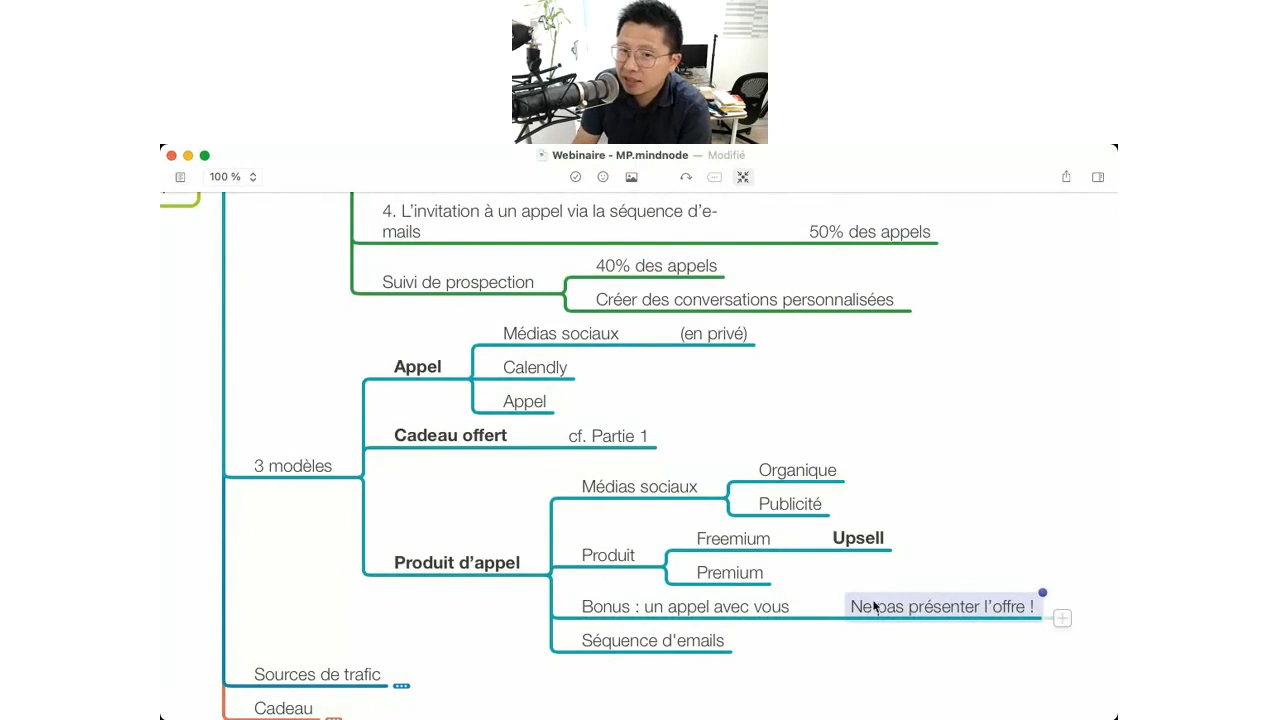 Webinaire - MP.mindnode — Modifié
100 %
4. L’invitation à un appel via la séquence d’e-
mails
50% des appels
Suivi de prospection
40% des appels
Créer des conversations personnalisées
3 modèles
Appel
Médias sociaux
(en privé)
Calendly
Appel
Cadeau offert
cf. Partie 1
Produit d’appel
Médias sociaux
Organique
Publicité
Produit
Freemium
Upsell
Premium
Bonus : un appel avec vous
Ne pas présenter l’offre !
Séquence d'emails
Sources de trafic
Cadeau